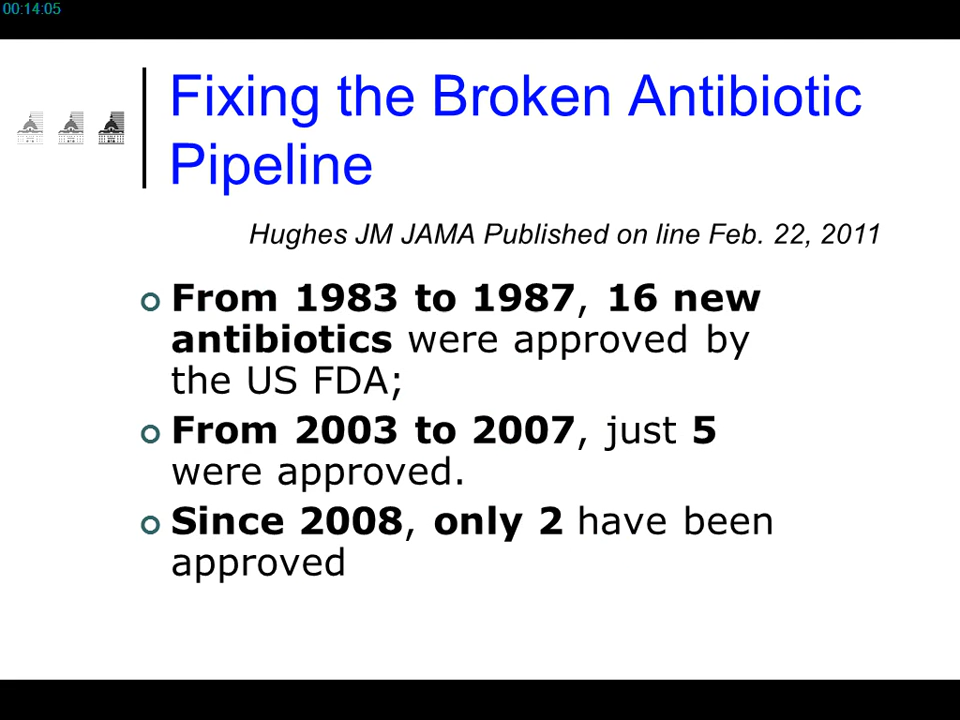 00:14:05
Fixing the Broken Antibiotic
Pipeline
Hughes JM JAMA Published on line Feb. 22, 2011
From 1983 to 1987, 16 new
antibiotics were approved by
the US FDA;
From 2003 to 2007, just 5
were approved.
Since 2008, only 2 have been
approved